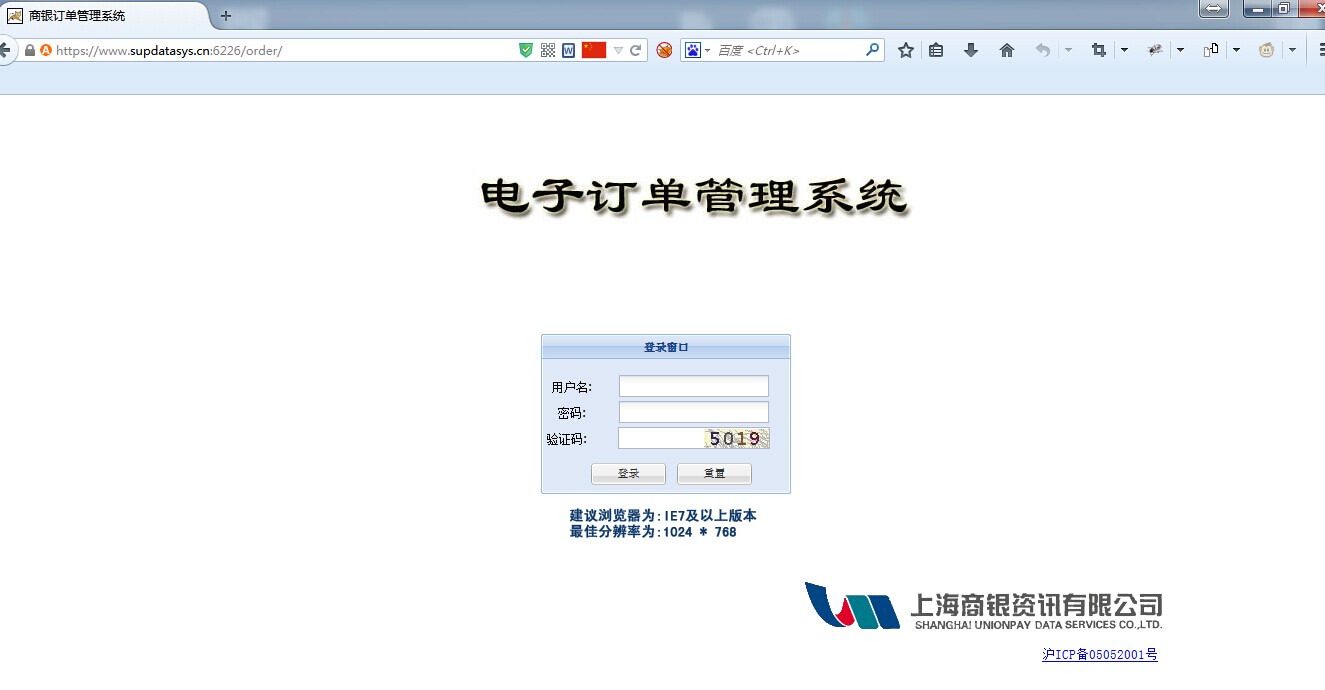 商银订单管理系统
https://www.supdatasys.cn:6226/order/
百度 <Ctrl+K>
电子订单管理系统
登录窗口
用户名:
密码:
验证码:
5019
登录 重置
建议浏览器为:IE7及以上版本
最佳分辨率为:1024 * 768
上海商银资讯有限公司
SHANGHAI UNIONPAY DATA SERVICES CO.,LTD.
沪ICP备05052001号